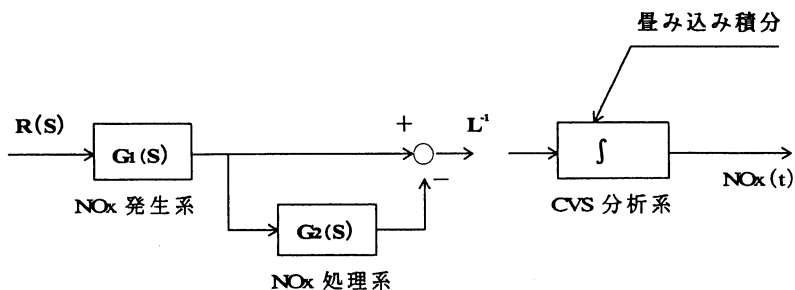 畳み込み積分
R(S)
G1(S)
NOx 発生系
+
L⁻¹
∫
NOx(t)
CVS 分析系
−
G2(S)
NOx 処理系